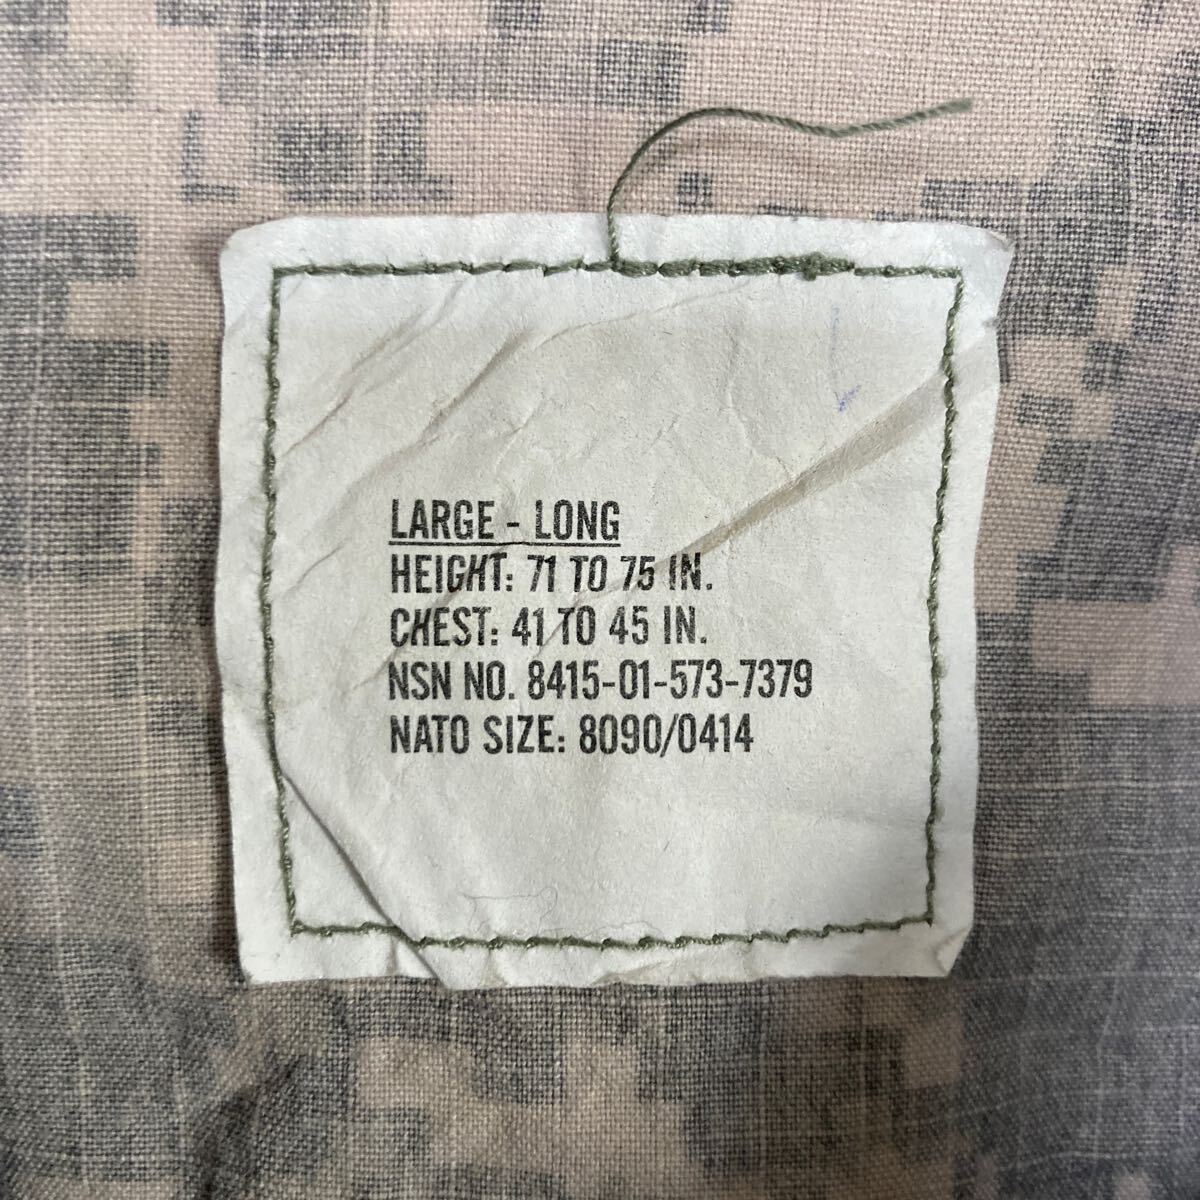 LARGE - LONG
HEIGHT: 71 TO 75 IN.
CHEST: 41 TO 45 IN.
NSN NO. 8415-01-573-7379
NATO SIZE: 8090/0414